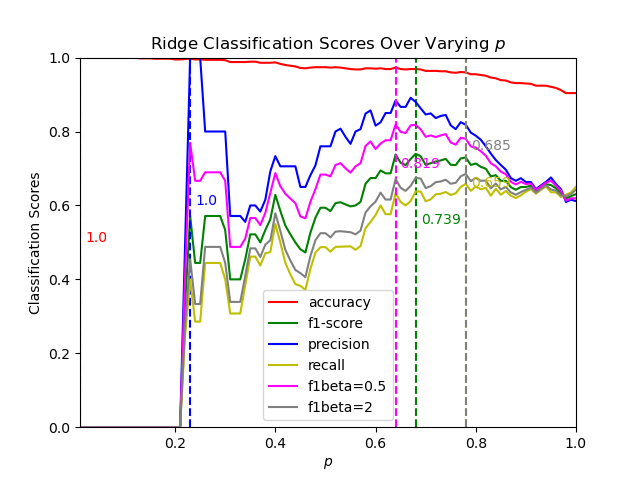 Ridge Classification Scores Over Varying p
1.0
0.8
0.6
0.4
0.2
0.0
Classification Scores
1.0
1.0
0.819
0.685
0.739
accuracy
f1-score
precision
recall
f1beta=0.5
f1beta=2
0.2
0.4
0.6
0.8
1.0
p